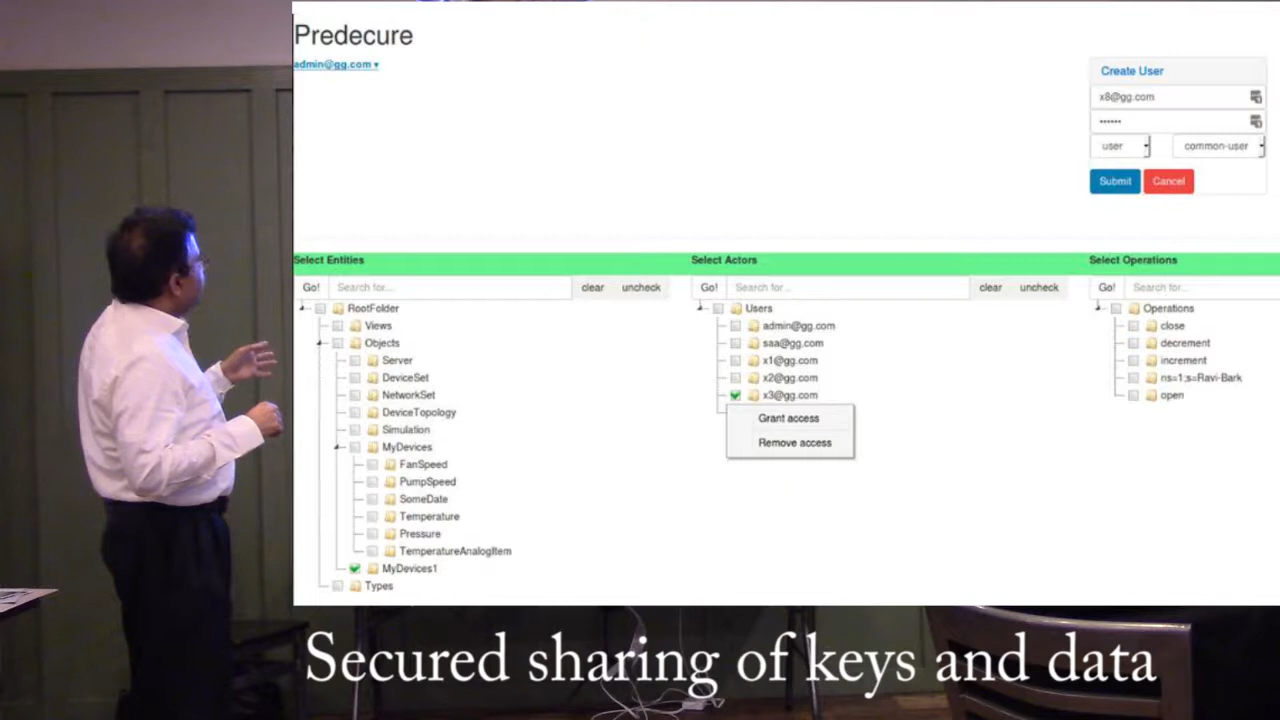 Predecure
admin@gg.com ▾
Create User
x8@gg.com
••••••
user common-user
Submit Cancel
Select Entities Select Actors Select Operations
Go! Search for... clear uncheck Go! Search for... clear uncheck Go! Search for...
RootFolder
Views
Objects
Server
DeviceSet
NetworkSet
DeviceTopology
Simulation
MyDevices
FanSpeed
PumpSpeed
SomeDate
Temperature
Pressure
TemperatureAnalogItem
MyDevices1
Types
Users
admin@gg.com
saa@gg.com
x1@gg.com
x2@gg.com
x3@gg.com
Grant access
Remove access
Operations
close
decrement
increment
ns=1;s=Ravi-Bark
open
Secured sharing of keys and data